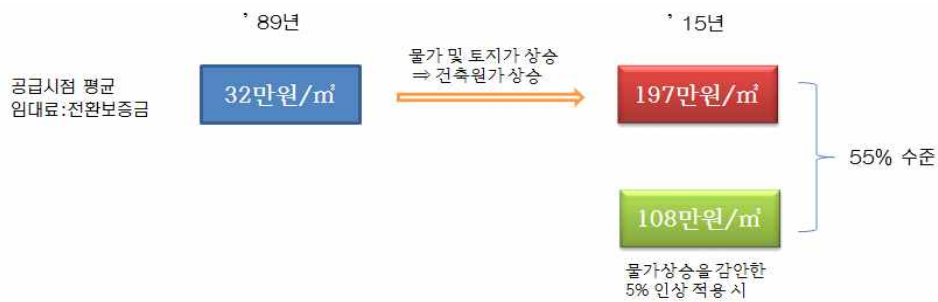 ’ 89년
’ 15년
공급시점 평균
임대료:전환보증금
32만원/㎡
물가 및 토지가 상승
⇒ 건축원가 상승
197만원/㎡
55% 수준
108만원/㎡
물가상승을 감안한
5% 인상 적용 시